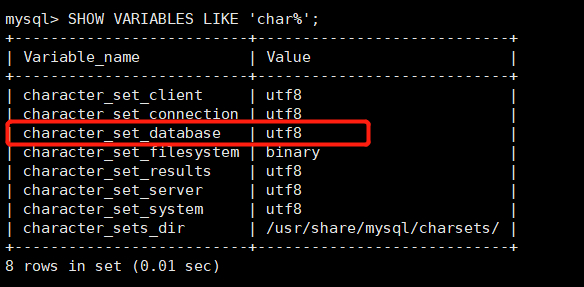 mysql> SHOW VARIABLES LIKE 'char%';
+--------------------------+----------------------------+
| Variable_name            | Value                      |
+--------------------------+----------------------------+
| character_set_client     | utf8                       |
| character_set_connection | utf8                       |
| character_set_database   | utf8                       |
| character_set_filesystem | binary                     |
| character_set_results    | utf8                       |
| character_set_server     | utf8                       |
| character_set_system     | utf8                       |
| character_sets_dir       | /usr/share/mysql/charsets/ |
+--------------------------+----------------------------+
8 rows in set (0.01 sec)